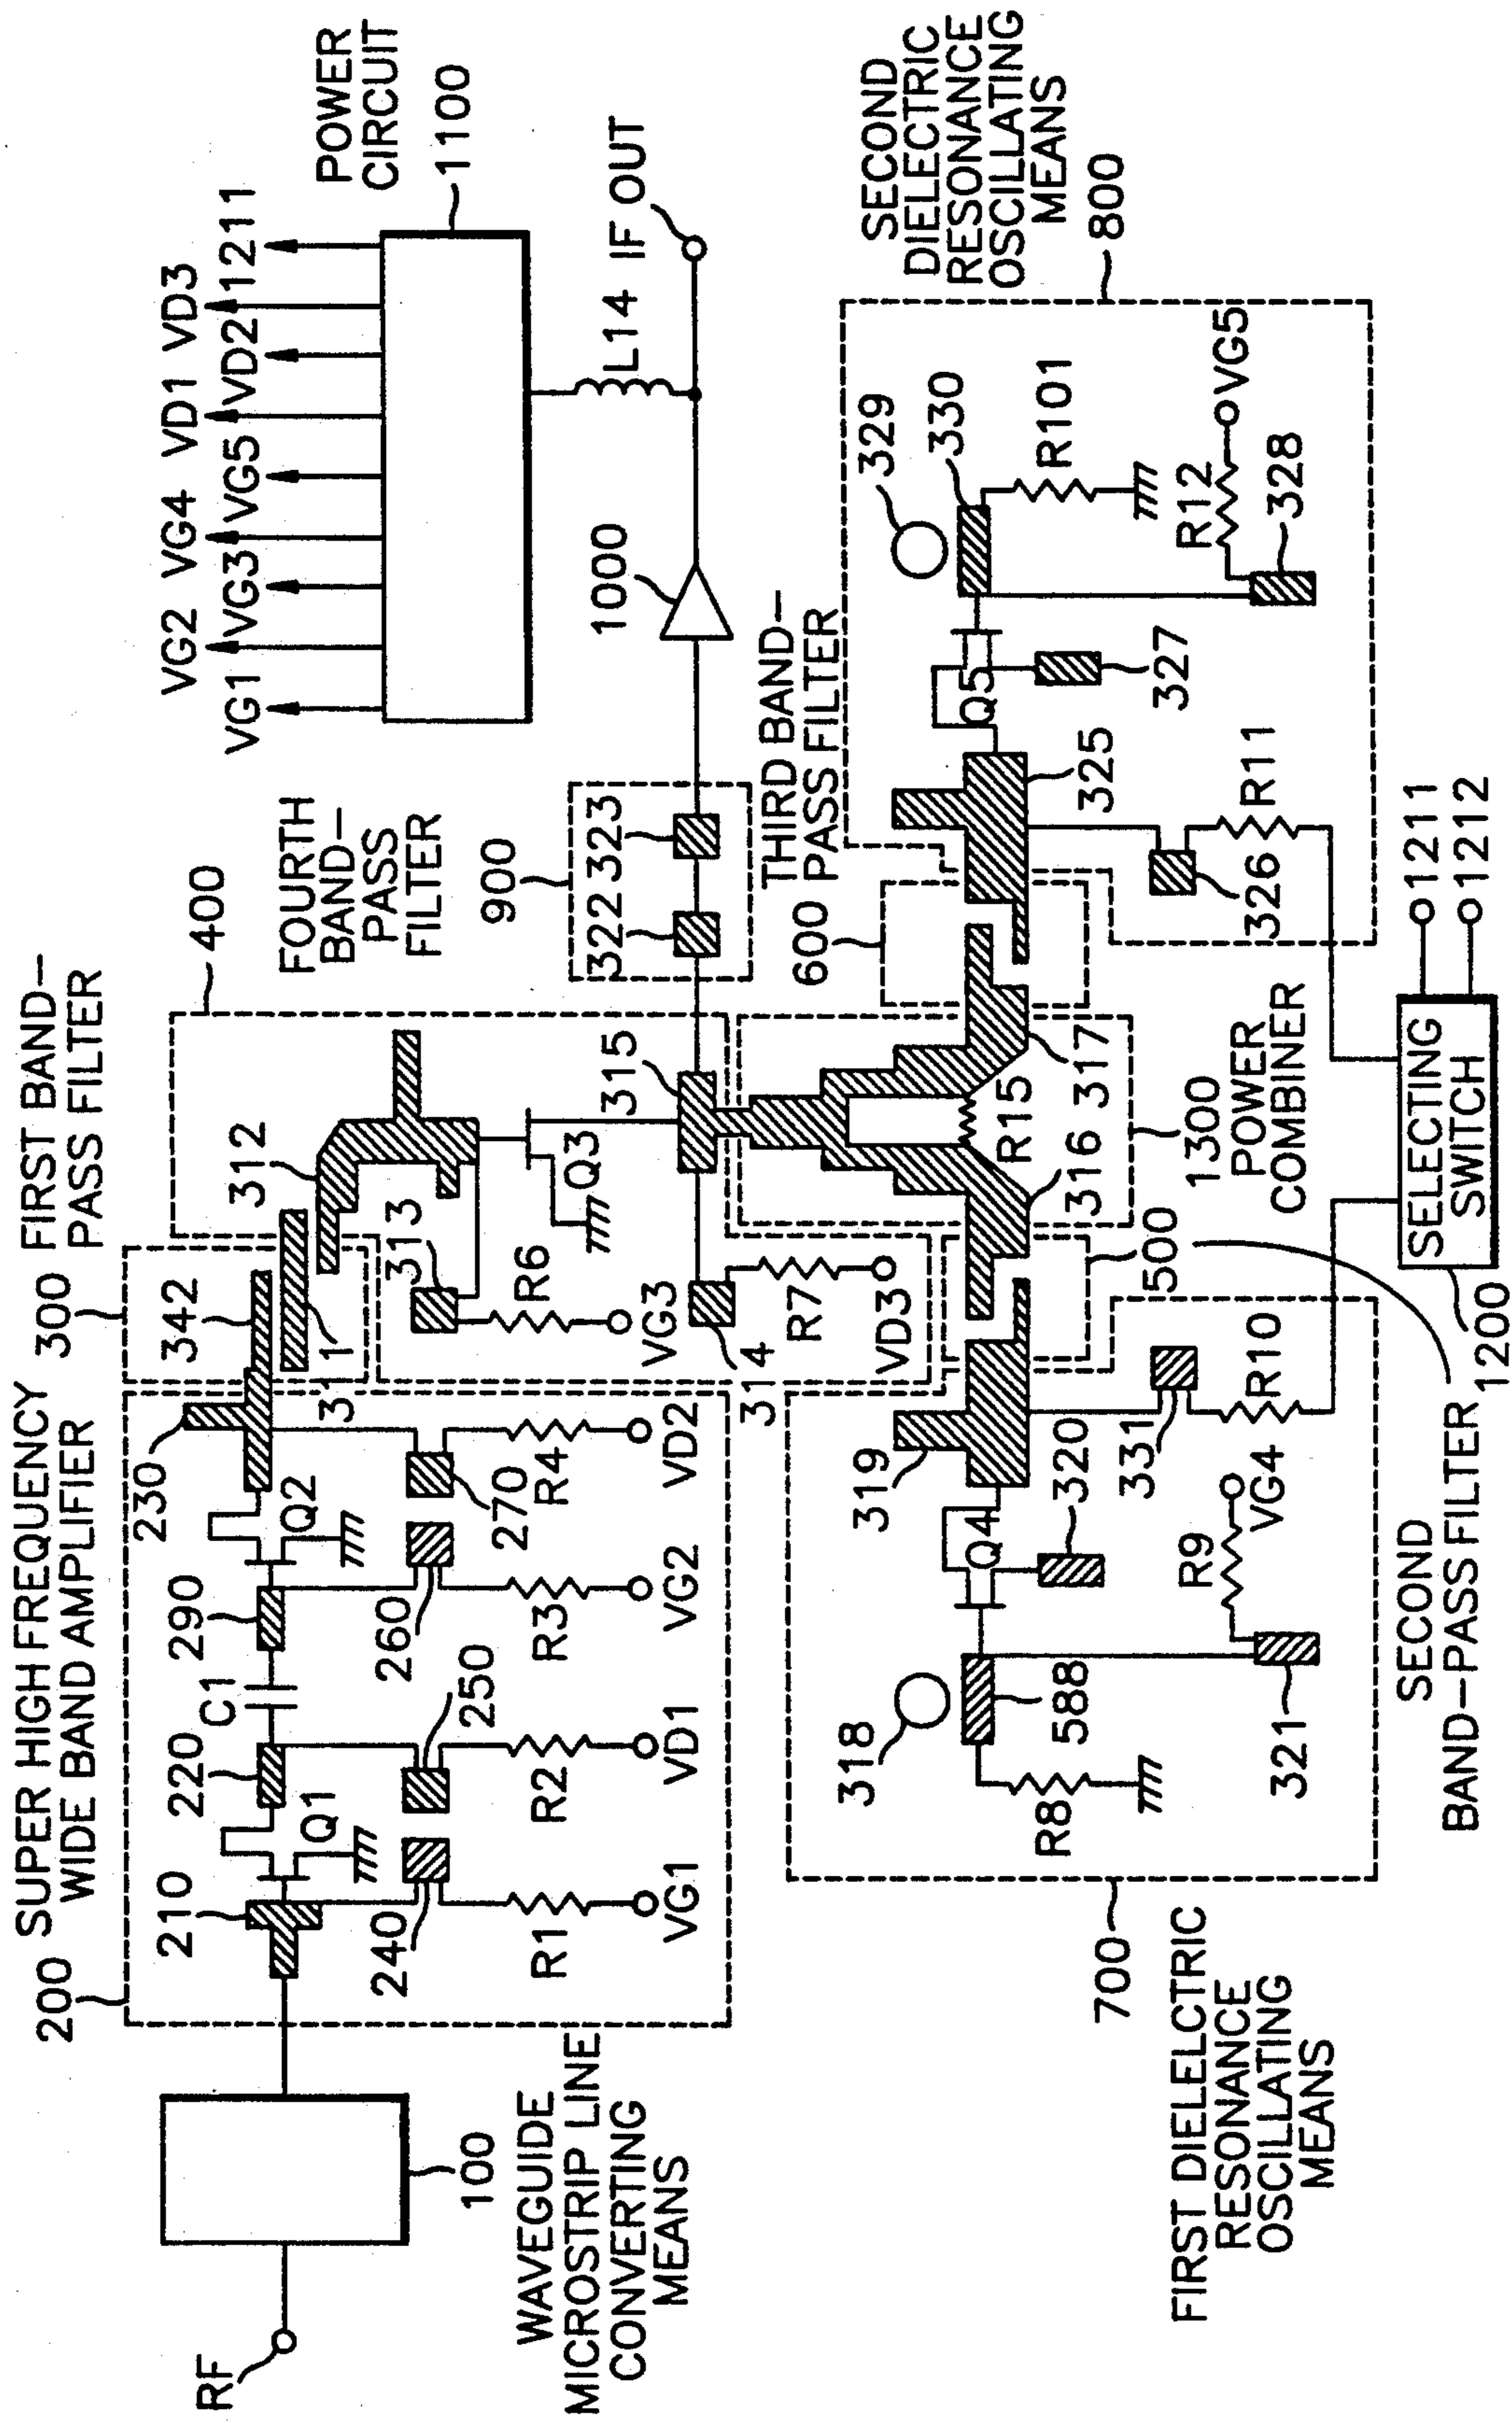 200 SUPER HIGH FREQUENCY
WIDE BAND AMPLIFIER
300 FIRST BAND-
PASS FILTER
400
FOURTH
BAND-
PASS
FILTER
900
POWER
CIRCUIT
1100
VG1
VG2
VG3
VG4
VG5
VD1
VD2
VD3
1211
RF
100
WAVEGUIDE
MICROSTRIP LINE
CONVERTING
MEANS
210
Q1
220
C1
290
Q2
230
342
311
312
240
250
260
270
R1
R2
R3
R4
VG1
VD1
VG2
VD2
313
R6
VG3
Q3
315
314
R7
VD3
322
323
1000
L14
IF OUT
THIRD BAND-
600 PASS FILTER
SECOND
DIELECTRIC
RESONANCE
OSCILLATING
MEANS
800
318
588
R8
Q4
319
320
321
R9
VG4
331
R10
500
316
R15
317
1300
POWER
COMBINER
325
326
R11
Q5
327
329
330
R101
R12
VG5
328
700
FIRST DIELELCTRIC
RESONANCE
OSCILLATING
MEANS
SECOND
BAND-PASS FILTER
1200
SELECTING
SWITCH
1211
1212